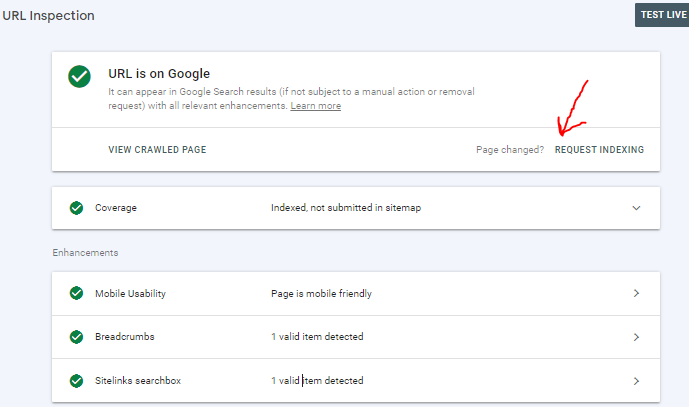 URL Inspection
TEST LIVE
URL is on Google
It can appear in Google Search results (if not subject to a manual action or removal
request) with all relevant enhancements. Learn more
VIEW CRAWLED PAGE
Page changed? REQUEST INDEXING
Coverage
Indexed, not submitted in sitemap
Enhancements
Mobile Usability
Page is mobile friendly
Breadcrumbs
1 valid item detected
Sitelinks searchbox
1 valid item detected